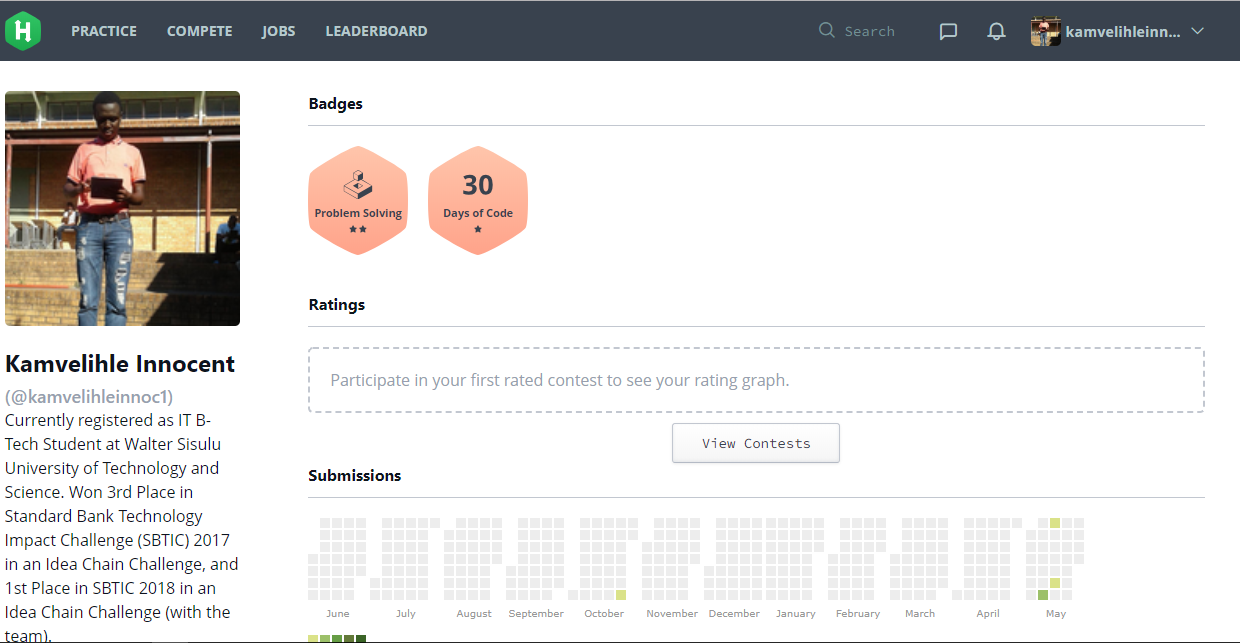 H
PRACTICE COMPETE JOBS LEADERBOARD Search kamvelihleinn...
Kamvelihle Innocent
(@kamvelihleinnoc1)
Currently registered as IT B-
Tech Student at Walter Sisulu
University of Technology and
Science. Won 3rd Place in
Standard Bank Technology
Impact Challenge (SBTIC) 2017
in an Idea Chain Challenge, and
1st Place in SBTIC 2018 in an
Idea Chain Challenge (with the
team).
Badges
Problem Solving
30
Days of Code
Ratings
Participate in your first rated contest to see your rating graph.
View Contests
Submissions
June July August September October November December January February March April May